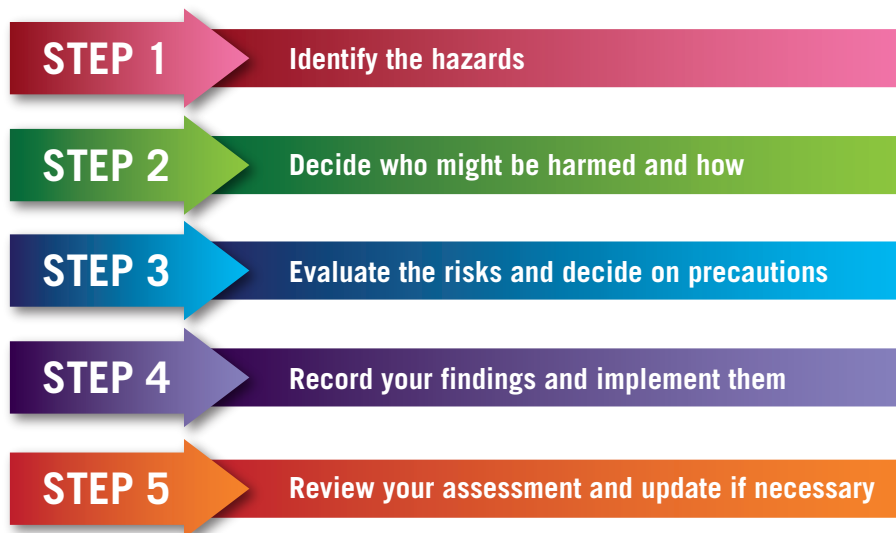 STEP 1 Identify the hazards
STEP 2 Decide who might be harmed and how
STEP 3 Evaluate the risks and decide on precautions
STEP 4 Record your findings and implement them
STEP 5 Review your assessment and update if necessary